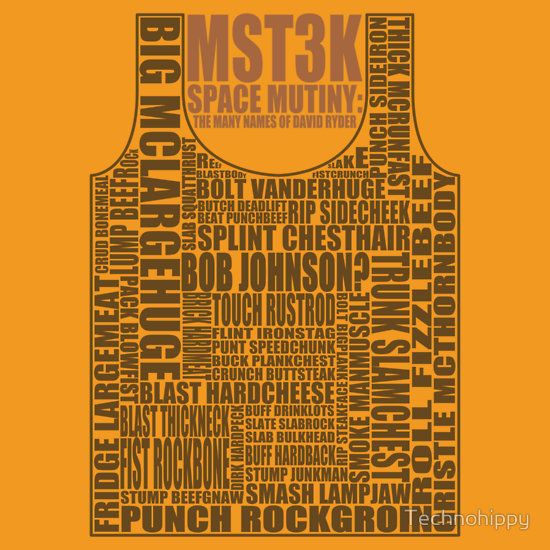 MST3K
SPACE MUTINY:
THE MANY NAMES OF DAVID RYDER
BIG MCLARGEHUGE
THICK MCRUNFAST
PUNCH SIDEIRON
SLAB SQUATTHRUST
BLASTBODY
FISTCRUNCH
BOLT VANDERHUGE
BUTCH DEADLIFT
BEAT PUNCHBEEF
RIP SIDECHEEK
SPLINT CHESTHAIR
BOB JOHNSON?
CRUD BONEMEAL
LUMP BEEFROCK
FRIDGE LARGEMEAT
PACK BLOWFIST
BRICK HARDMEAT
TOUCH RUSTROD
FLINT IRONSTAG
PUNT SPEEDCHUNK
BUCK PLANKCHEST
CRUNCH BUTTSTEAK
BOLT BIGPLANK
SMOKE MANMUSCLE
TRUNK SLAMCHEST
ROLL FIZZLEBEEF
BRISTLE MCTHORNBODY
BLAST HARDCHEESE
BLAST THICKNECK
FIST ROCKBONE
DIRK HARDPECK
BUFF DRINKLOTS
SLATE SLABROCK
SLAB BULKHEAD
BUFF HARDBACK
STUMP JUNKMAN
RIP STEAKFACE
STUMP BEEFGNAW
SMASH LAMPJAW
PUNCH ROCKGROIN
Technohippy